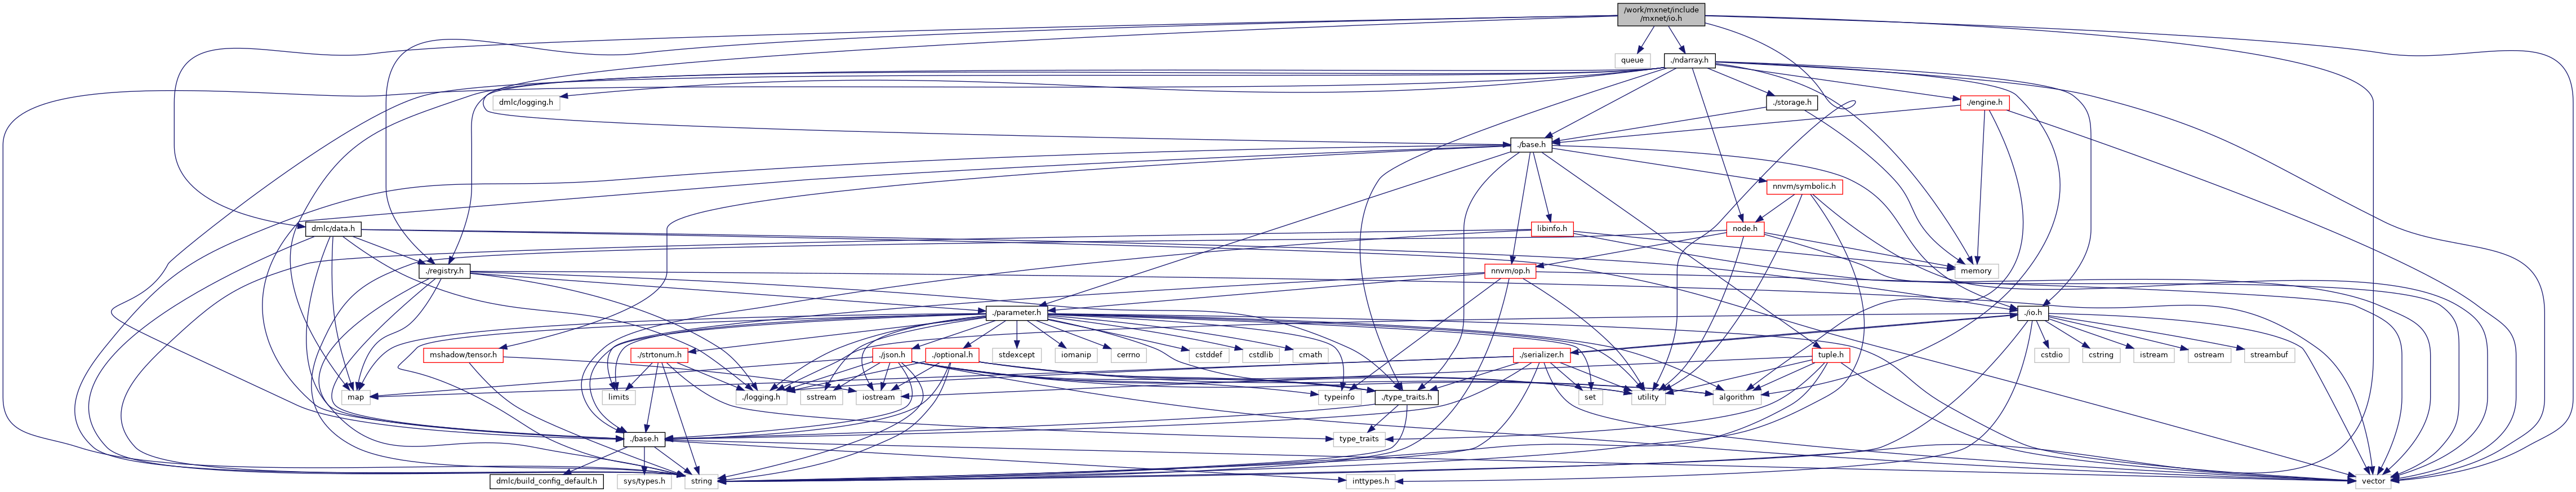 /work/mxnet/include
/mxnet/io.h
queue
./ndarray.h
dmlc/logging.h
./storage.h
./engine.h
./base.h
nnvm/symbolic.h
dmlc/data.h
libinfo.h
node.h
./registry.h
nnvm/op.h
memory
./parameter.h
./io.h
mshadow/tensor.h
./strtonum.h
./json.h
./optional.h
stdexcept
iomanip
cerrno
cstddef
cstdlib
cmath
./serializer.h
tuple.h
cstdio
cstring
istream
ostream
streambuf
map
limits
./logging.h
sstream
iostream
typeinfo
./type_traits.h
set
utility
algorithm
./base.h
type_traits
dmlc/build_config_default.h
sys/types.h
string
inttypes.h
vector